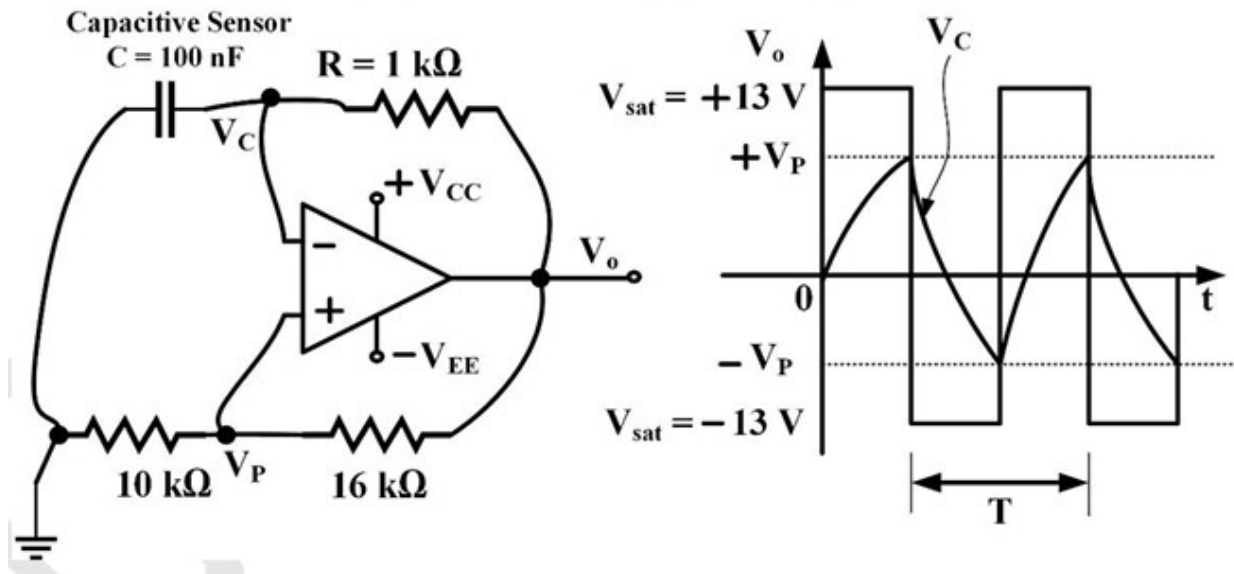 Capacitive Sensor
C = 100 nF
R = 1 kΩ
V_C
+ V_CC
−
+
− V_EE
V_o
10 kΩ
V_P
16 kΩ
V_o
V_C
V_sat = +13 V
+V_P
0
t
− V_P
V_sat = − 13 V
T